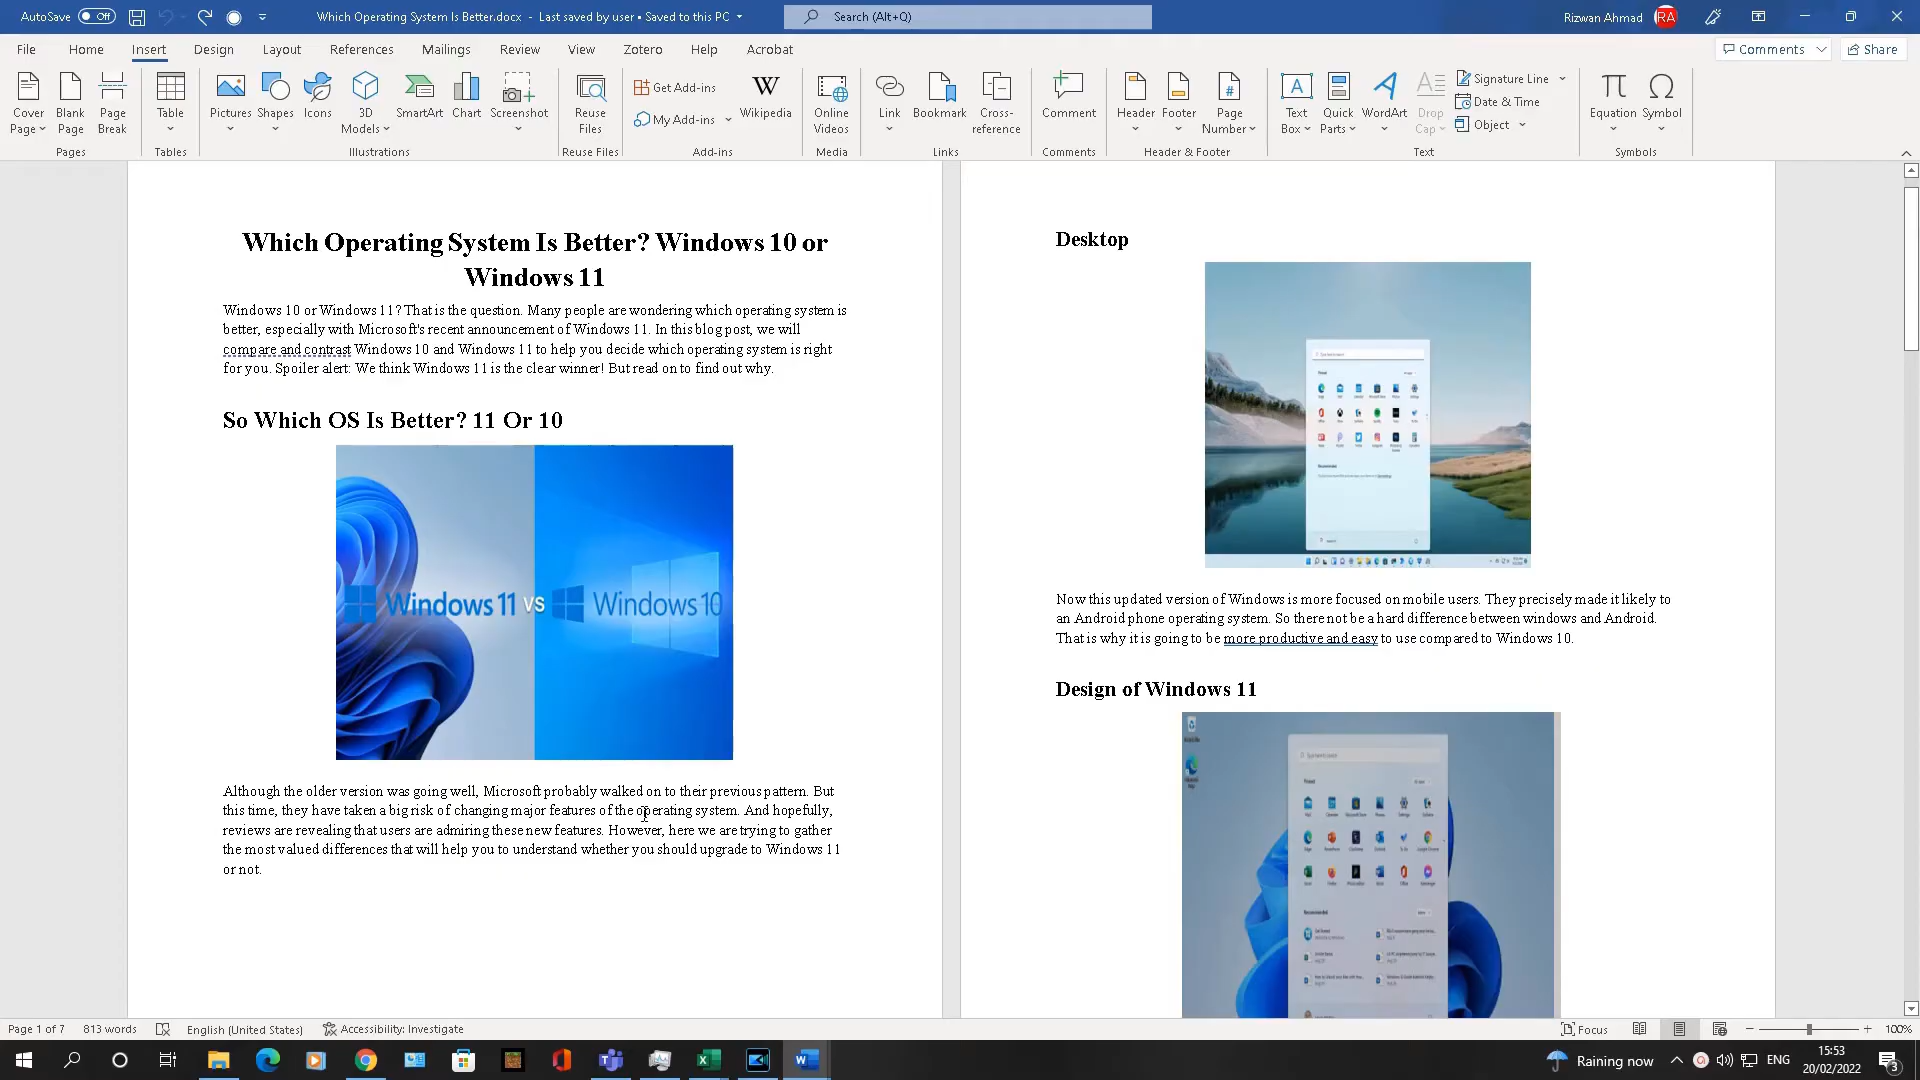 AutoSave Off
Which Operating System Is Better.docx - Last saved by user • Saved to this PC
Search (Alt+Q)
Rizwan Ahmad RA
File Home Insert Design Layout References Mailings Review View Zotero Help Acrobat
Comments Share
Cover Page
Blank Page
Page Break
Pages
Table
Tables
Pictures
Shapes
Icons
3D Models
SmartArt
Chart
Screenshot
Illustrations
Reuse Files
Reuse Files
Get Add-ins
My Add-ins
Wikipedia
Add-ins
Online Videos
Media
Link
Bookmark
Cross-reference
Links
Comment
Comments
Header
Footer
Page Number
Header & Footer
Text Box
Quick Parts
WordArt
Drop Cap
Signature Line
Date & Time
Object
Text
Equation
Symbol
Symbols
Which Operating System Is Better? Windows 10 or
Windows 11
Windows 10 or Windows 11? That is the question. Many people are wondering which operating system is
better, especially with Microsoft's recent announcement of Windows 11. In this blog post, we will
compare and contrast Windows 10 and Windows 11 to help you decide which operating system is right
for you. Spoiler alert: We think Windows 11 is the clear winner! But read on to find out why.
So Which OS Is Better? 11 Or 10
Windows 11 VS Windows 10
Although the older version was going well, Microsoft probably walked on to their previous pattern. But
this time, they have taken a big risk of changing major features of the operating system. And hopefully,
reviews are revealing that users are admiring these new features. However, here we are trying to gather
the most valued differences that will help you to understand whether you should upgrade to Windows 11
or not.
Desktop
Now this updated version of Windows is more focused on mobile users. They precisely made it likely to
an Android phone operating system. So there not be a hard difference between windows and Android.
That is why it is going to be more productive and easy to use compared to Windows 10.
Design of Windows 11
Page 1 of 7 813 words English (United States) Accessibility: Investigate
Focus 100%
Raining now ENG 15:53
20/02/2022 3